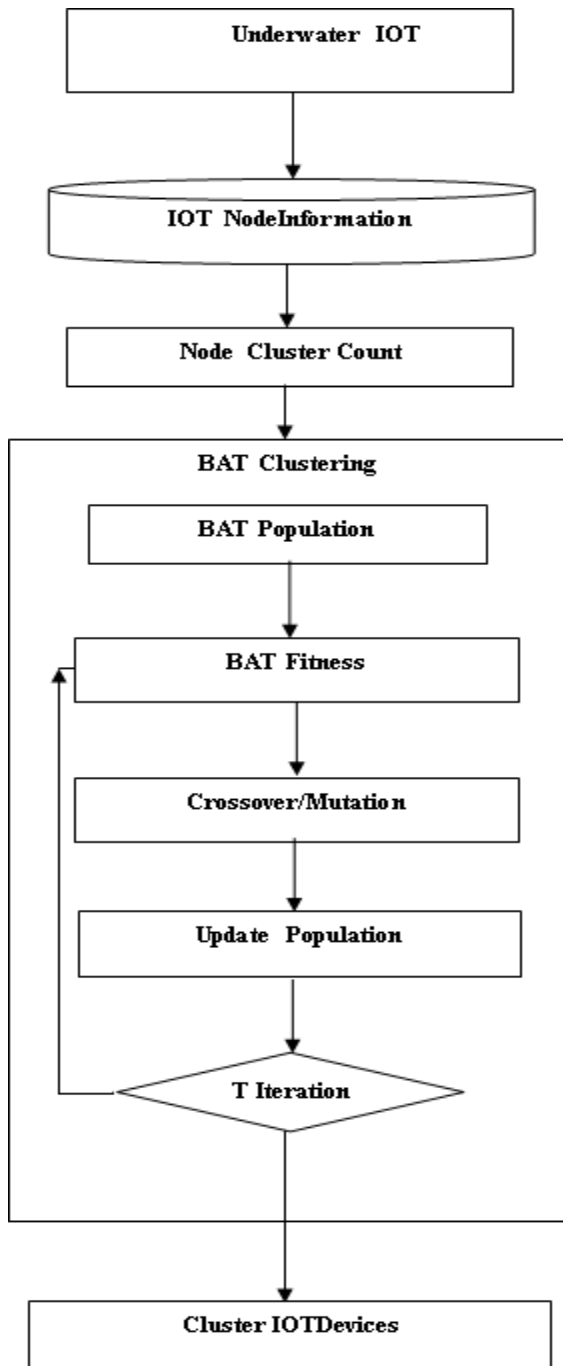 Underwater IOT
IOT NodeInformation
Node Cluster Count
BAT Clustering
BAT Population
BAT Fitness
Crossover/Mutation
Update Population
T Iteration
Cluster IOTDevices